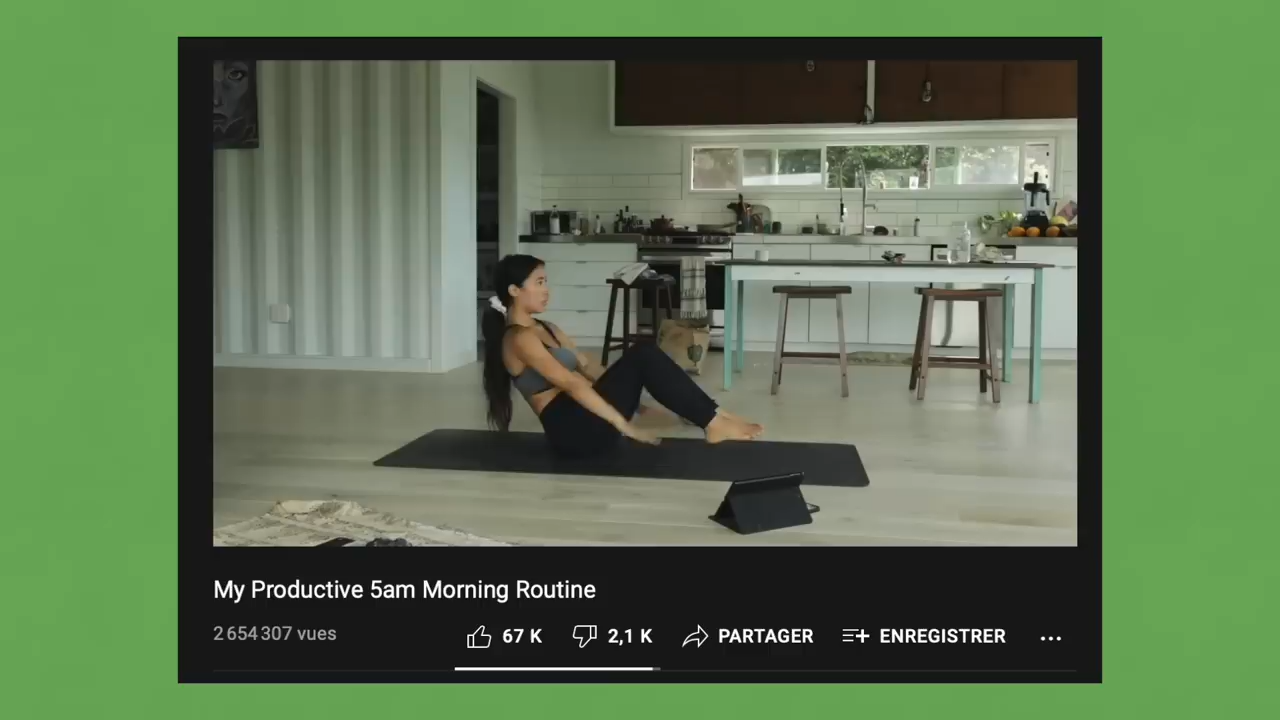 My Productive 5am Morning Routine
2 654 307 vues
67 K
2,1 K
PARTAGER
ENREGISTRER